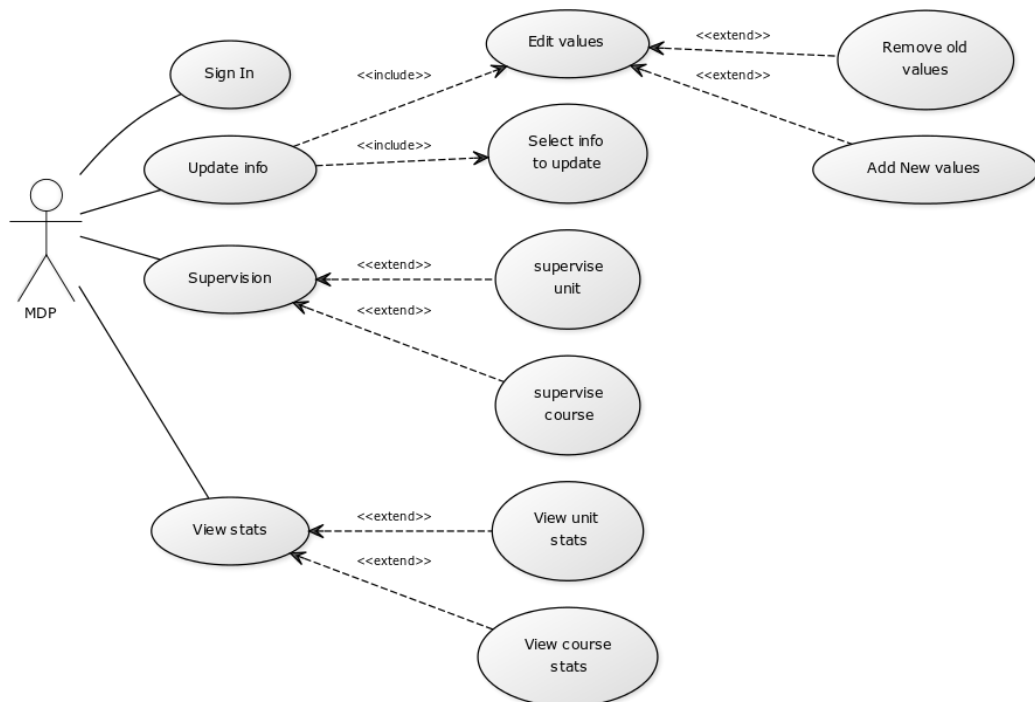 Sign In
Update info
Supervision
View stats
MDP
<<include>>
<<include>>
Edit values
Select info
to update
<<extend>>
<<extend>>
Remove old
values
Add New values
<<extend>>
<<extend>>
supervise
unit
supervise
course
<<extend>>
<<extend>>
View unit
stats
View course
stats